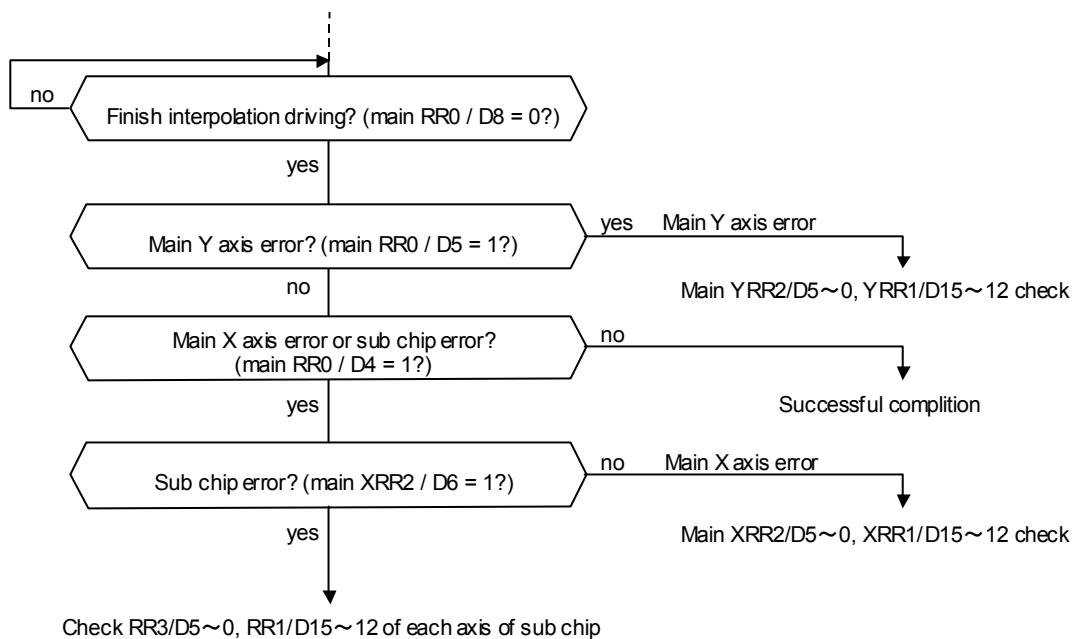 no
Finish interpolation driving? (main RR0 / D8 = 0?)
yes
Main Y axis error? (main RR0 / D5 = 1?)
yes Main Y axis error
Main YRR2/D5～0, YRR1/D15～12 check
no
Main X axis error or sub chip error?
(main RR0 / D4 = 1?)
no
Successful complition
yes
Sub chip error? (main XRR2 / D6 = 1?)
no Main X axis error
Main XRR2/D5～0, XRR1/D15～12 check
yes
Check RR3/D5～0, RR1/D15～12 of each axis of sub chip